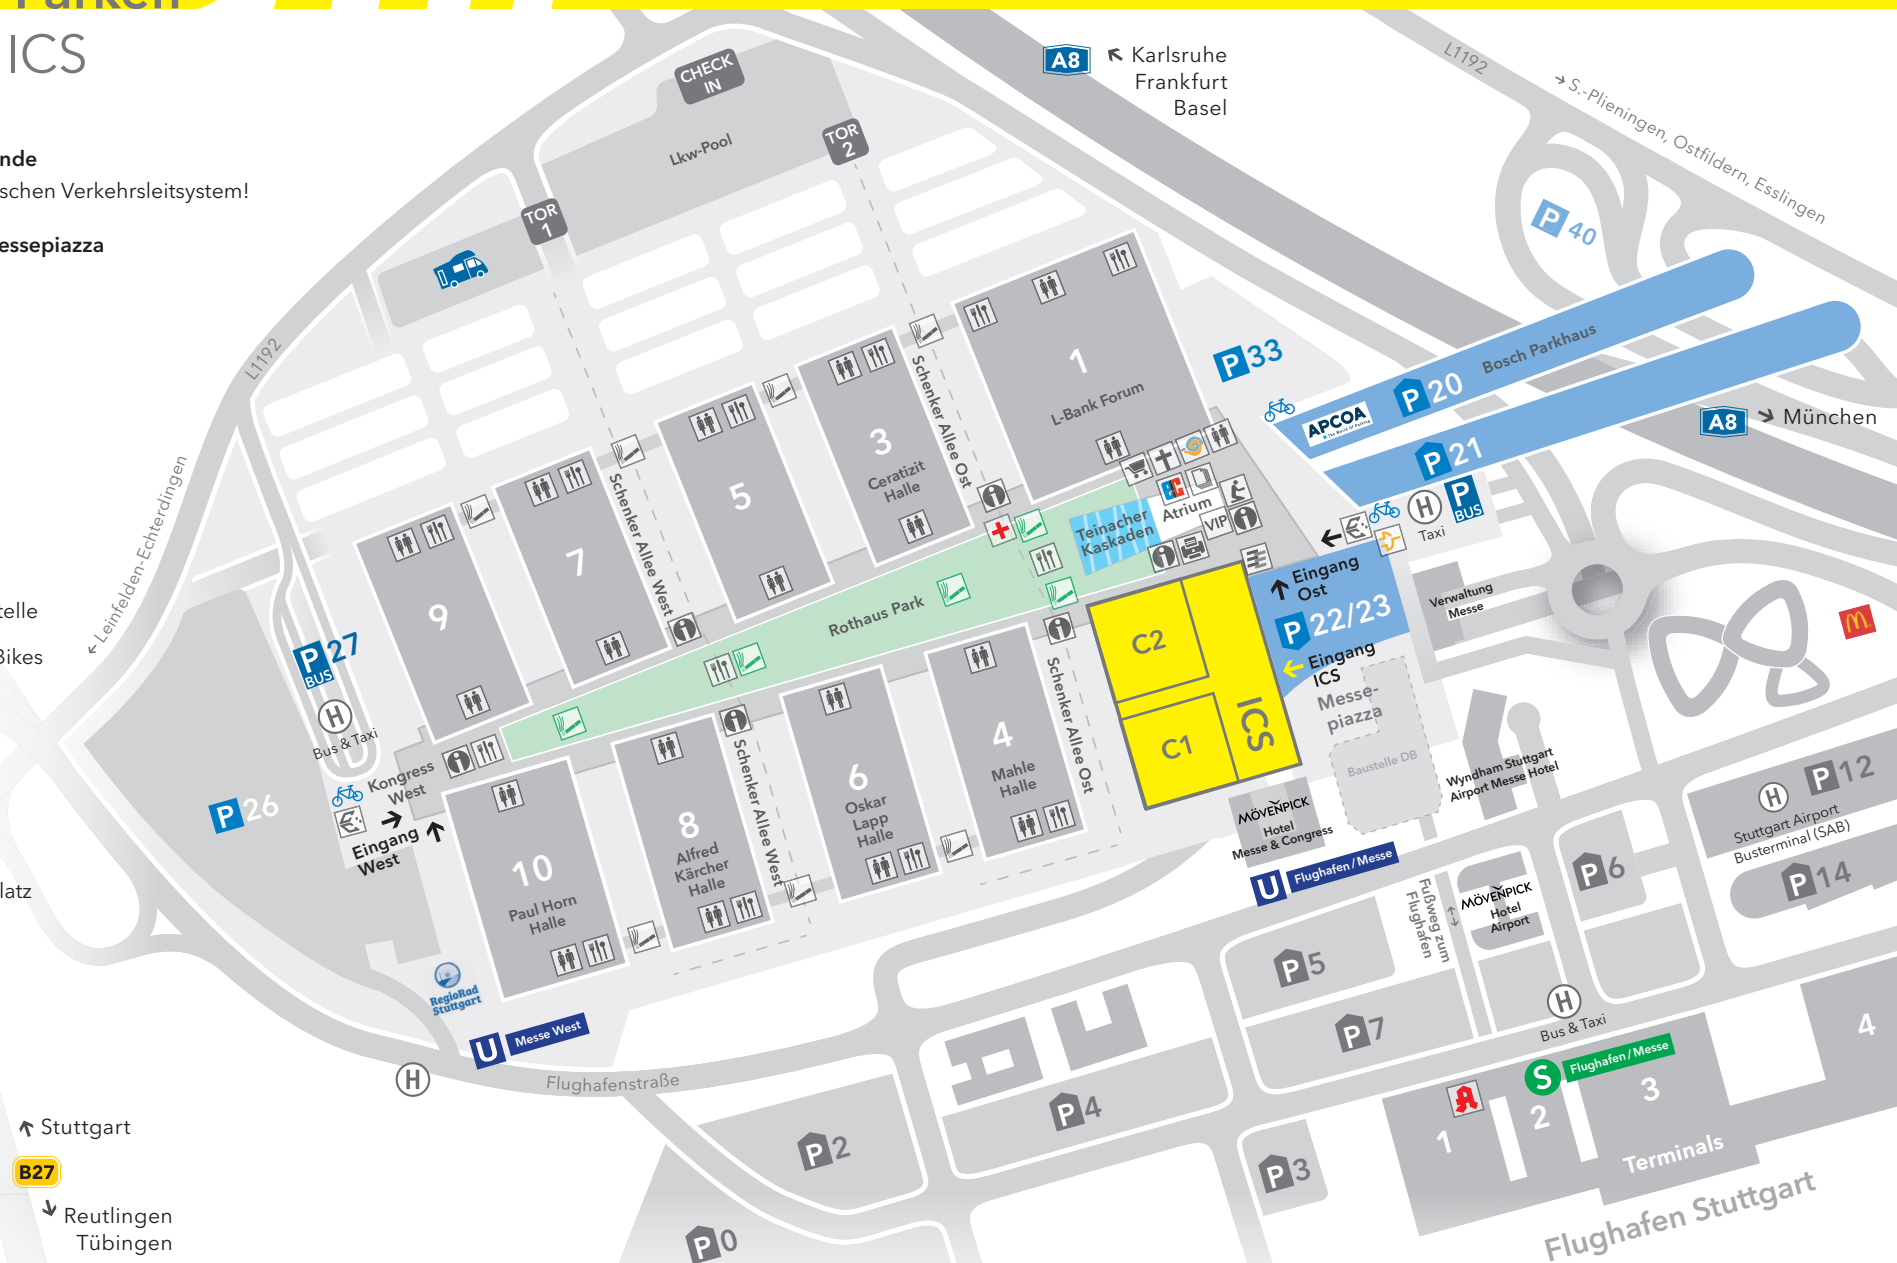 Parken
ICS
nde
schen Verkehrsleitsystem!
essepiazza
telle
Bikes
latz
CHECK
IN
Lkw-Pool
TOR
1
TOR
2
A8
Karlsruhe
Frankfurt
Basel
L1192
S.-Plieningen, Ostfildern, Esslingen
P 40
L1192
Leinfelden-Echterdingen
1
L-Bank Forum
P 33
Bosch Parkhaus
P 20
APCOA
P 21
A8
München
3
Ceratizit
Halle
Schenker Allee Ost
5
Schenker Allee West
7
9
Teinacher
Kaskaden
Atrium
VIP
H
Taxi
P
BUS
Eingang
Ost
P 22/23
Eingang
ICS
Messe-
piazza
Verwaltung
Messe
Rothaus Park
C2
C1
ICS
P
BUS
27
H
Bus & Taxi
Kongress
West
P 26
Eingang
West
10
Paul Horn
Halle
8
Alfred
Kärcher
Halle
Schenker Allee West
6
Oskar
Lapp
Halle
4
Mahle
Halle
Schenker Allee Ost
Baustelle DB
Wyndham Stuttgart
Airport Messe Hotel
MÖVENPICK
Hotel
Messe & Congress
U Flughafen / Messe
P 12
H
Stuttgart Airport
Busterminal (SAB)
P 14
P 6
MÖVENPICK
Hotel
Airport
Fußweg zum
Flughafen
P 5
P 7
H
Bus & Taxi
S Flughafen / Messe
RegioRad
Stuttgart
U Messe West
H
Flughafenstraße
P 4
P 2
P 3
P 0
1
2
3
4
Terminals
Flughafen Stuttgart
Stuttgart
B27
Reutlingen
Tübingen